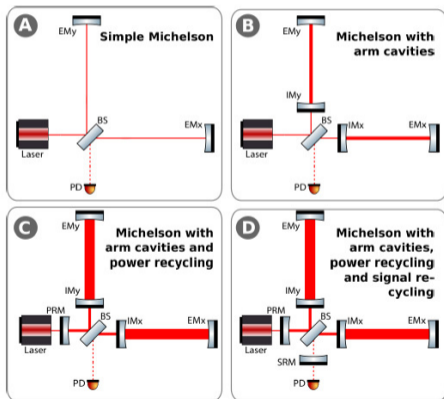 A
EMy
Simple Michelson
BS
EMx
Laser
PD
B
EMy
Michelson with
arm cavities
IMy
BS
IMx
EMx
Laser
PD
C
EMy
Michelson with
arm cavities and
power recycling
IMy
PRM
BS
IMx
EMx
Laser
PD
D
EMy
Michelson with
arm cavities,
power recycling
and signal re-
cycling
IMy
PRM
BS
IMx
EMx
Laser
SRM
PD